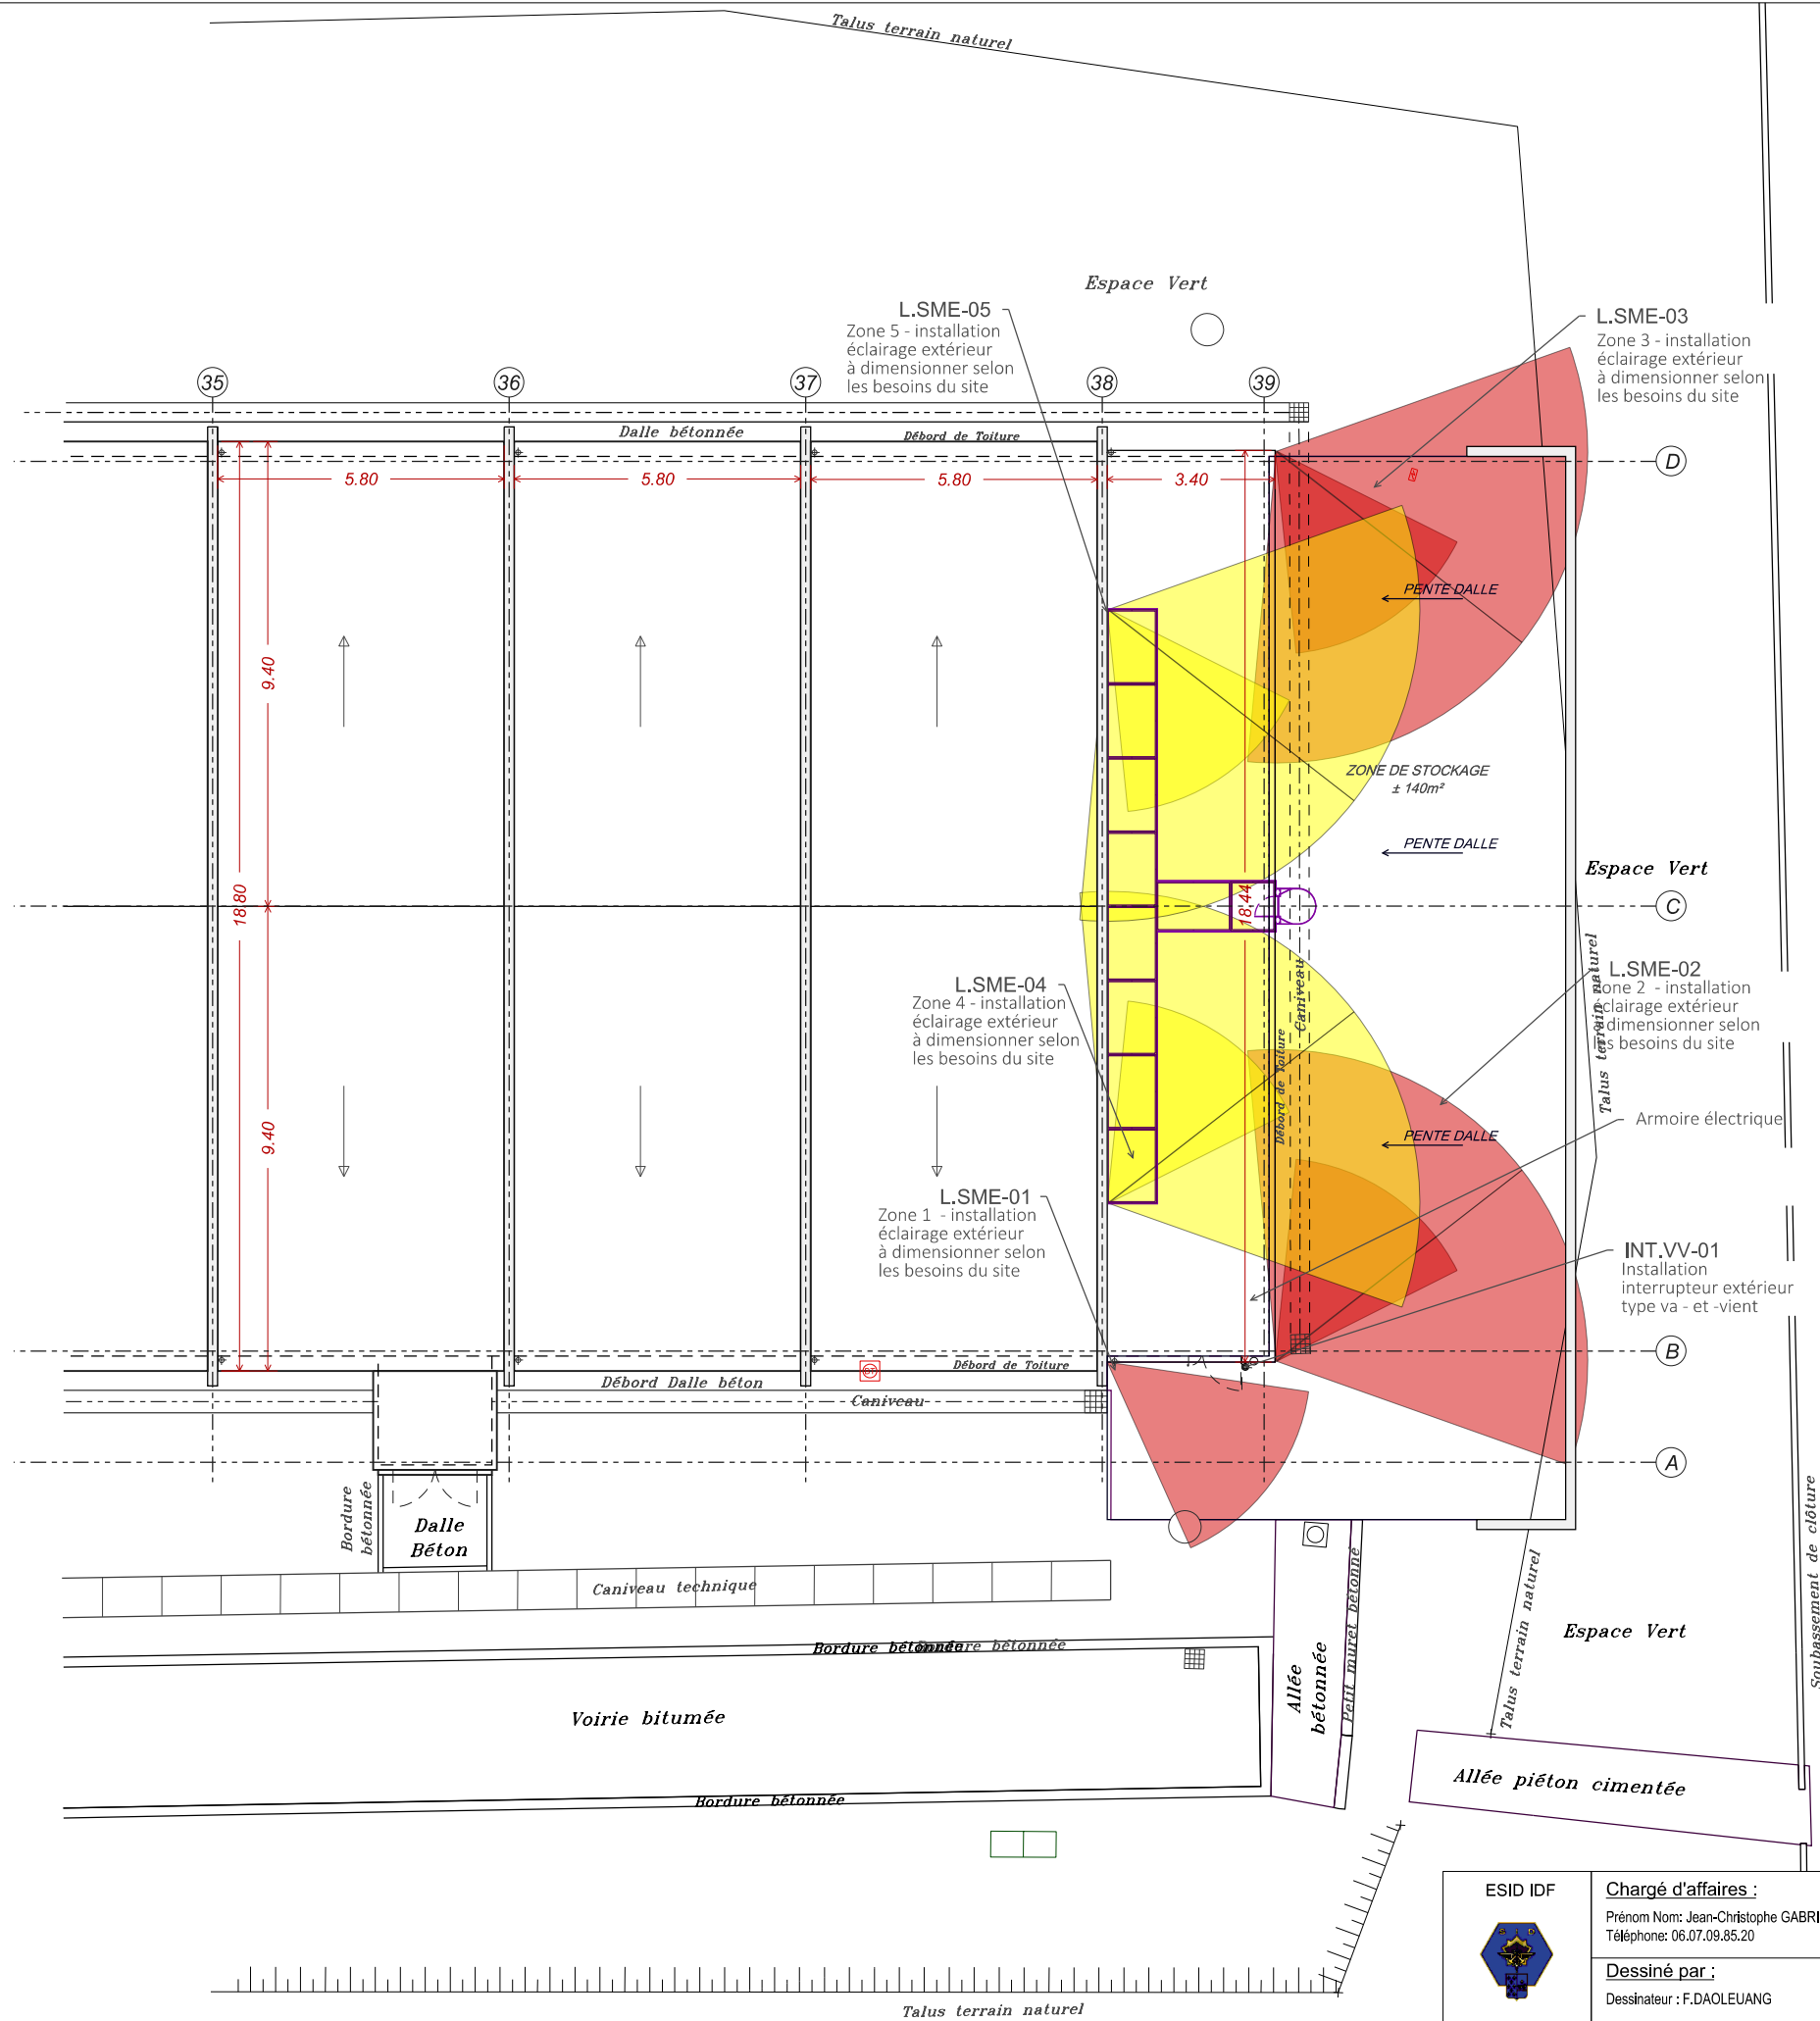 Talus terrain naturel
Espace Vert
L.SME-05
Zone 5 - installation
éclairage extérieur
à dimensionner selon
les besoins du site
L.SME-03
Zone 3 - installation
éclairage extérieur
à dimensionner selon
les besoins du site
35
36
37
38
39
Dalle bétonnée
Débord de Toiture
D
5.80
5.80
5.80
3.40
PENTE DALLE
9.40
ZONE DE STOCKAGE
± 140m²
PENTE DALLE
Espace Vert
18.80
18.44
C
Talus terrain naturel
Caniveau
L.SME-04
Zone 4 - installation
éclairage extérieur
à dimensionner selon
les besoins du site
L.SME-02
zone 2 - installation
éclairage extérieur
à dimensionner selon
les besoins du site
Débord de Toiture
9.40
PENTE DALLE
Armoire électrique
L.SME-01
Zone 1 - installation
éclairage extérieur
à dimensionner selon
les besoins du site
INT.VV-01
Installation
interrupteur extérieur
type va - et -vient
B
Débord de Toiture
Débord Dalle béton
Caniveau
A
Bordure
bétonnée
Dalle
Béton
Soubassement de clôture
Caniveau technique
Petit muret bétonné
Talus terrain naturel
Espace Vert
Bordure bétonnée
Bordure bétonnée
Allée
bétonnée
Voirie bitumée
Allée piéton cimentée
Bordure bétonnée
ESID IDF
Chargé d'affaires :
Prénom Nom: Jean-Christophe GABRI
Téléphone: 06.07.09.85.20
Dessiné par :
Dessinateur : F.DAOLEUANG
Talus terrain naturel